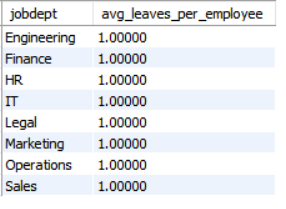 jobdept avg_leaves_per_employee
Engineering 1.00000
Finance 1.00000
HR 1.00000
IT 1.00000
Legal 1.00000
Marketing 1.00000
Operations 1.00000
Sales 1.00000